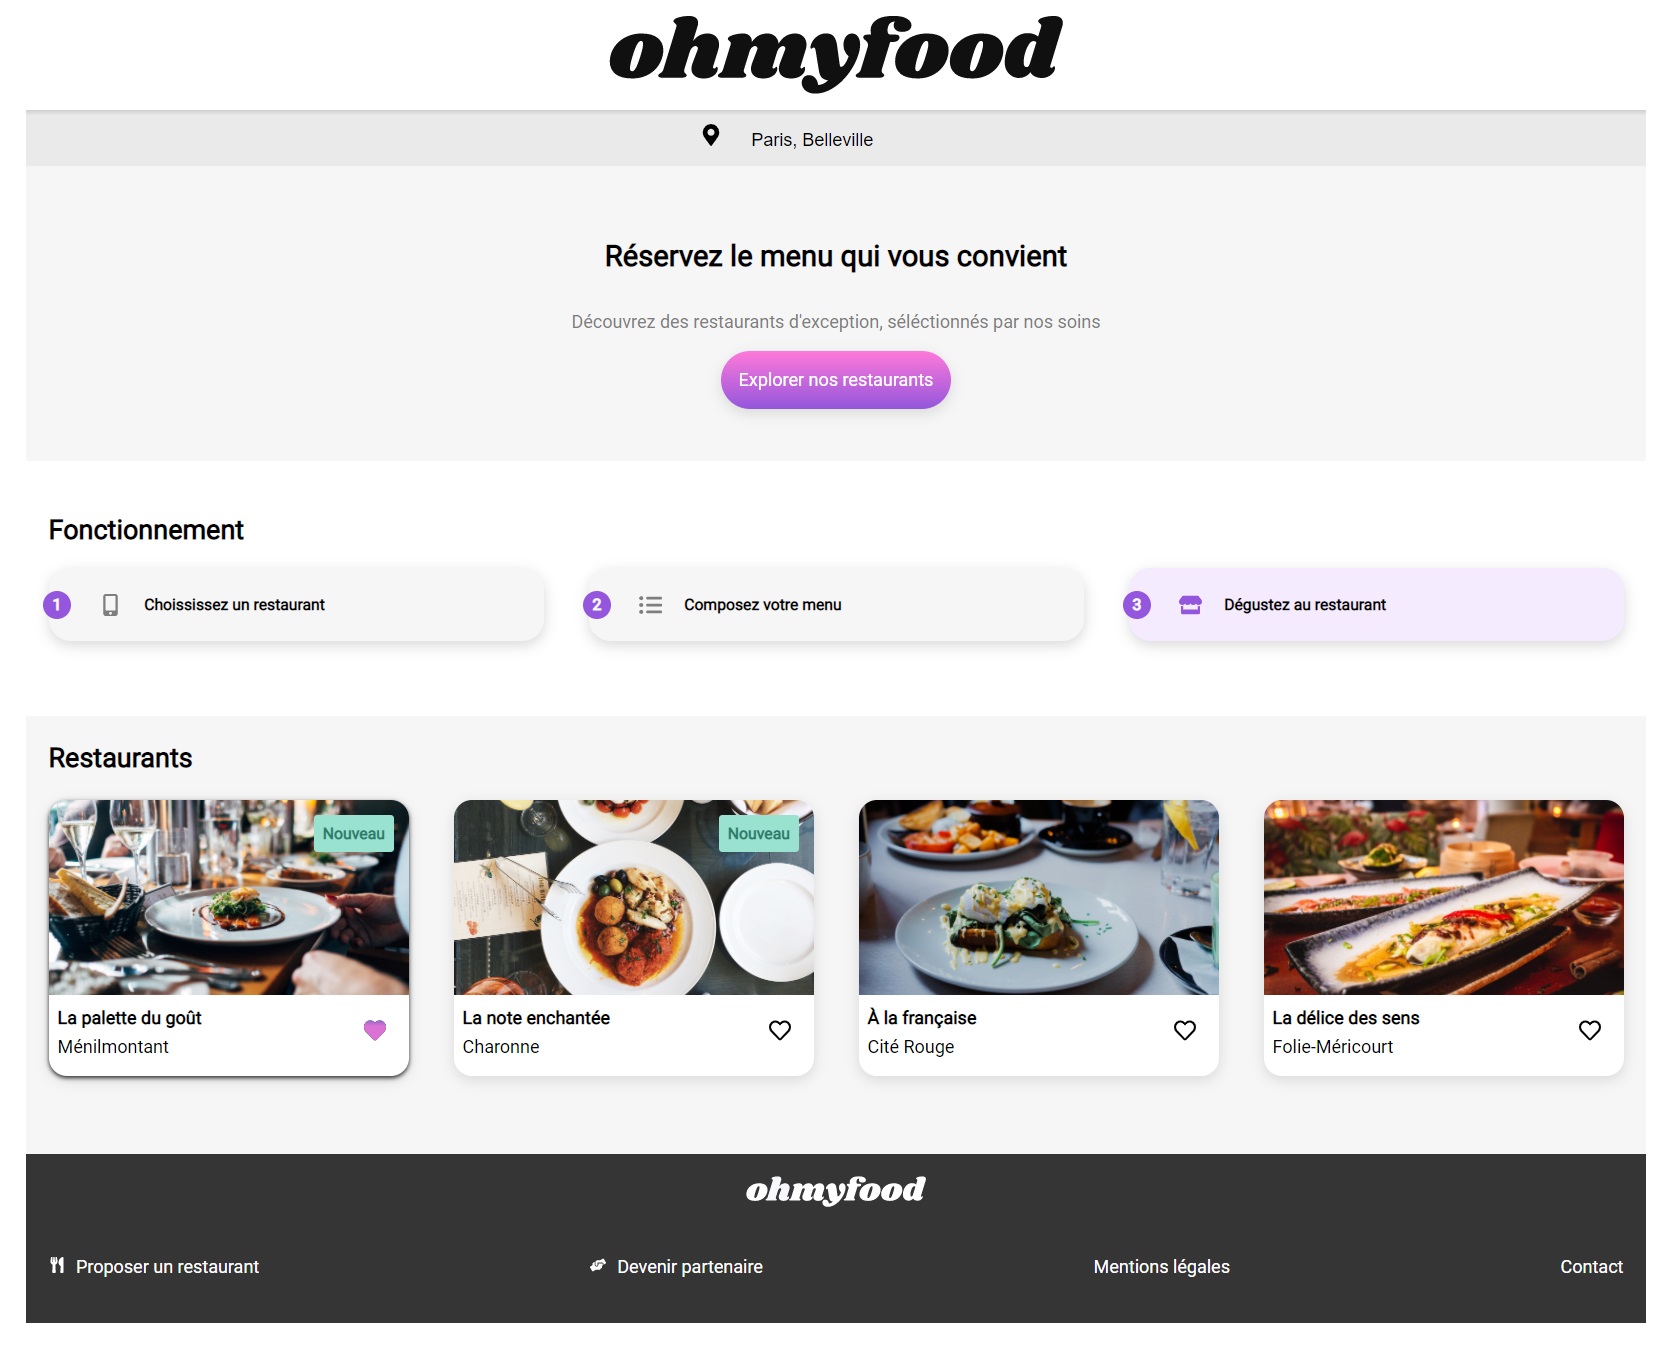 ohmyfood
Paris, Belleville
Réservez le menu qui vous convient
Découvrez des restaurants d'exception, séléctionnés par nos soins
Explorer nos restaurants
Fonctionnement
1 Choississez un restaurant
2 Composez votre menu
3 Dégustez au restaurant
Restaurants
Nouveau
La palette du goût
Ménilmontant
Nouveau
La note enchantée
Charonne
À la française
Cité Rouge
La délice des sens
Folie-Méricourt
ohmyfood
Proposer un restaurant
Devenir partenaire
Mentions légales
Contact